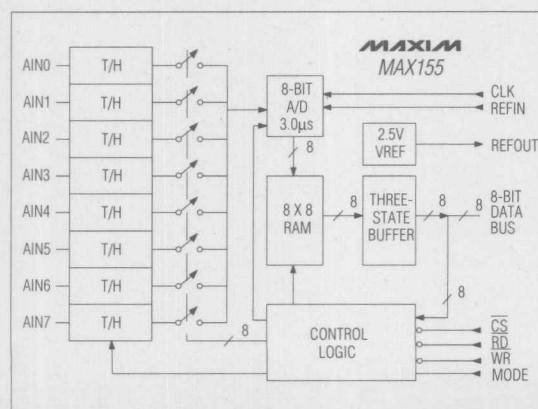 MAXIM
MAX155
AIN0
AIN1
AIN2
AIN3
AIN4
AIN5
AIN6
AIN7
T/H
T/H
T/H
T/H
T/H
T/H
T/H
T/H
8
8-BIT
A/D
3.0µs
8
8 X 8
RAM
8
2.5V
VREF
THREE-
STATE
BUFFER
8
8
8
CONTROL
LOGIC
CLK
REFIN
REFOUT
8-BIT
DATA
BUS
CS
RD
WR
MODE